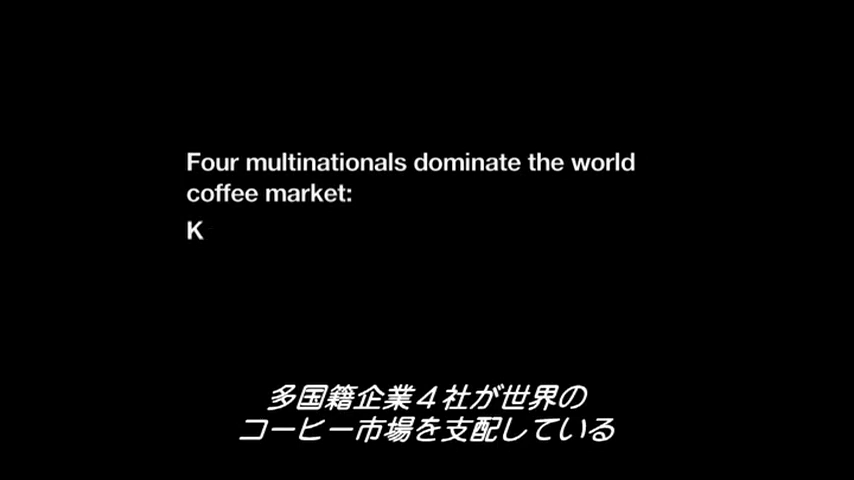 Four multinationals dominate the world
coffee market:
K
多国籍企業４社が世界の
コーヒー市場を支配している